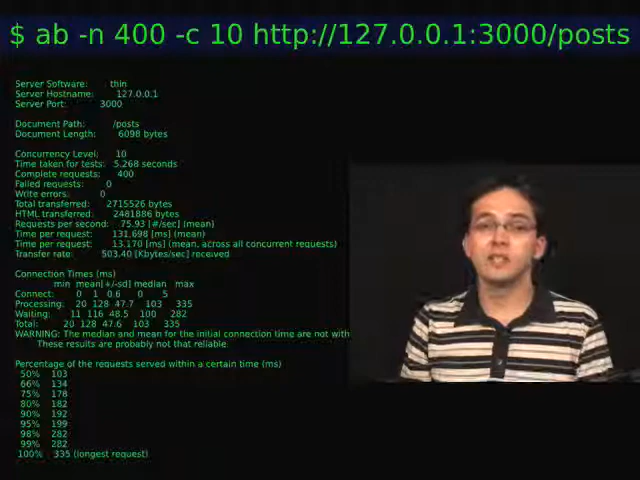 $ ab -n 400 -c 10 http://127.0.0.1:3000/posts
Server Software: thin
Server Hostname: 127.0.0.1
Server Port: 3000
Document Path: /posts
Document Length: 6098 bytes
Concurrency Level: 10
Time taken for tests: 5.268 seconds
Complete requests: 400
Failed requests: 0
Write errors: 0
Total transferred: 2715526 bytes
HTML transferred: 2481886 bytes
Requests per second: 75.93 [#/sec] (mean)
Time per request: 131.698 [ms] (mean)
Time per request: 13.170 [ms] (mean, across all concurrent requests)
Transfer rate: 503.40 [Kbytes/sec] received
Connection Times (ms)
min mean[+/-sd] median max
Connect: 0 1 0.6 0 5
Processing: 20 128 47.7 103 335
Waiting: 11 116 48.5 100 282
Total: 20 128 47.6 103 335
WARNING: The median and mean for the initial connection time are not with
These results are probably not that reliable.
Percentage of the requests served within a certain time (ms)
50% 103
66% 134
75% 178
80% 182
90% 192
95% 199
98% 282
99% 282
100% 335 (longest request)